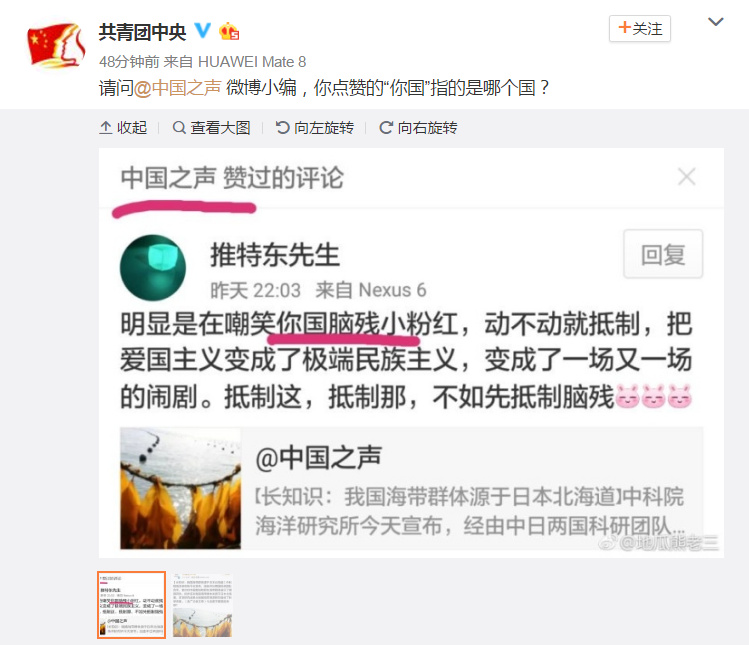 共青团中央
+关注
48分钟前 来自 HUAWEI Mate 8
请问@中国之声 微博小编，你点赞的“你国”指的是哪个国？
收起 查看大图 向左旋转 向右旋转
中国之声 赞过的评论
推特东先生
回复
昨天 22:03 来自 Nexus 6
明显是在嘲笑你国脑残小粉红，动不动就抵制，把
爱国主义变成了极端民族主义，变成了一场又一场
的闹剧。抵制这，抵制那，不如先抵制脑残
@中国之声
【长知识：我国海带群体源于日本北海道】中科院
海洋研究所今天宣布，经由中日两国科研团队...
@地瓜熊老三